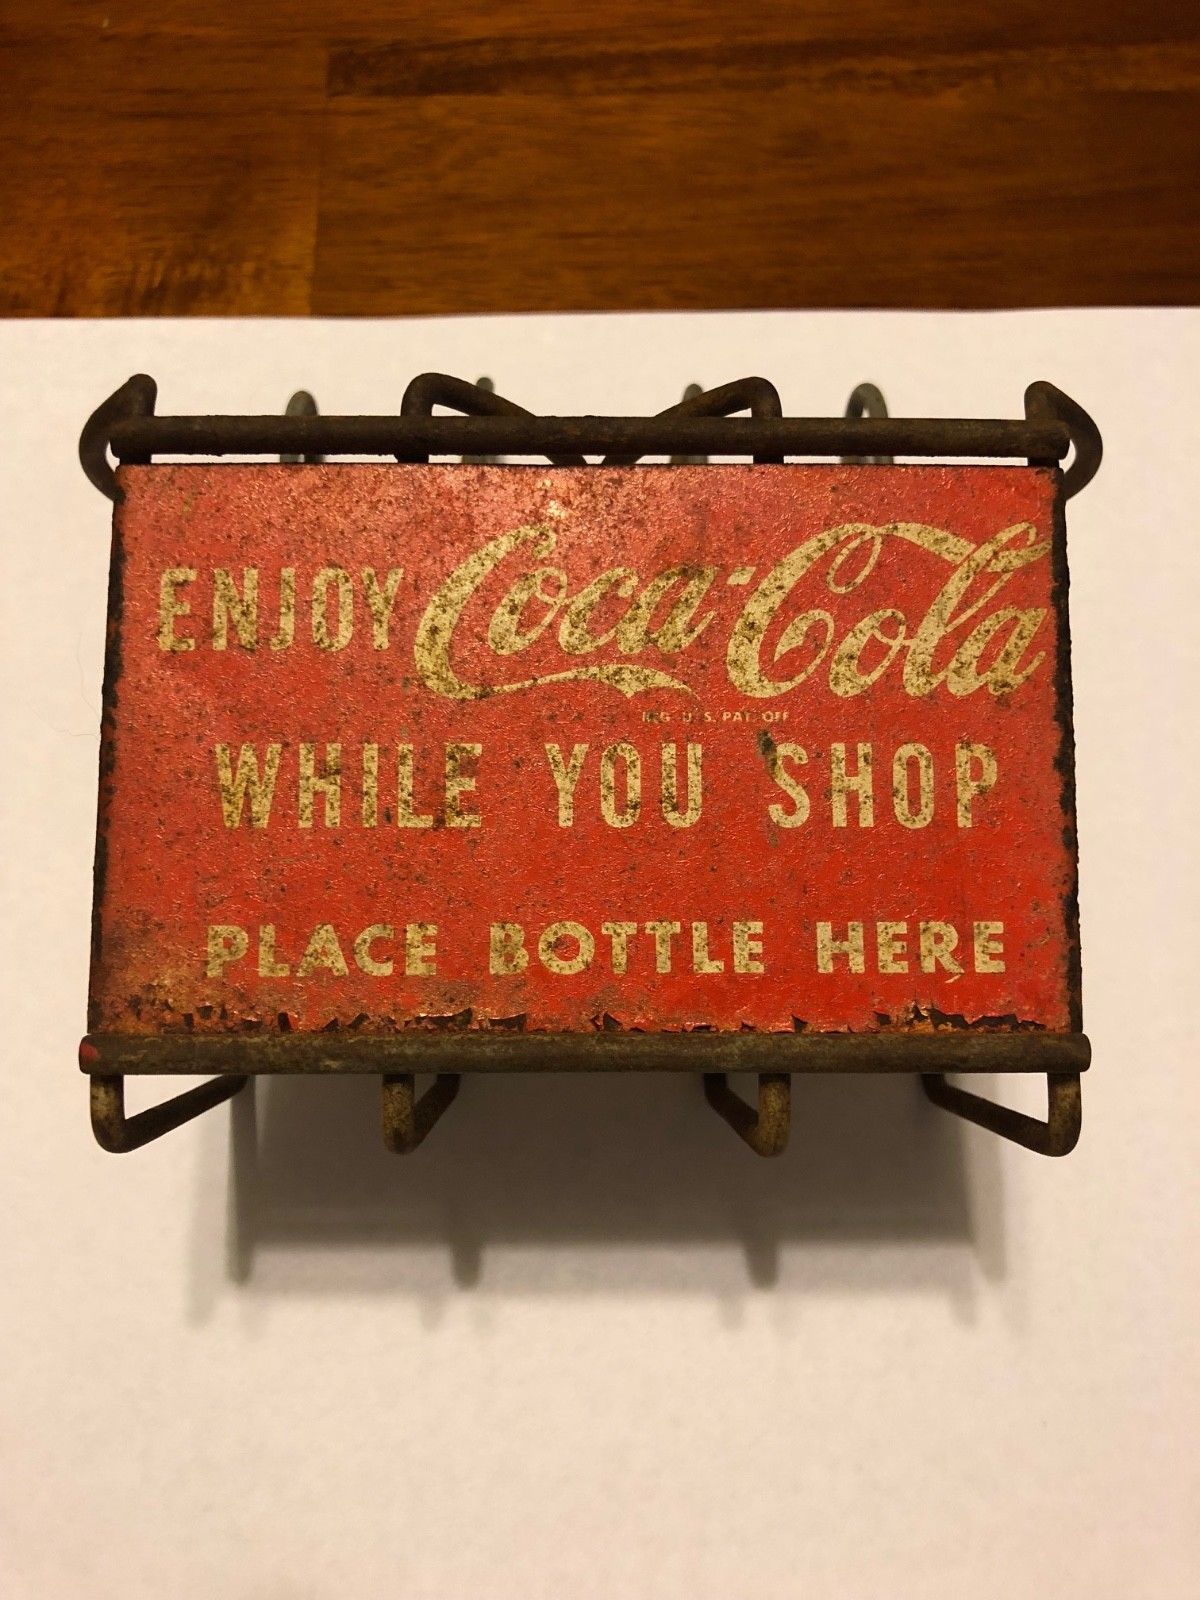 ENJOY Coca-Cola
REG. U.S. PAT. OFF
WHILE YOU SHOP
PLACE BOTTLE HERE